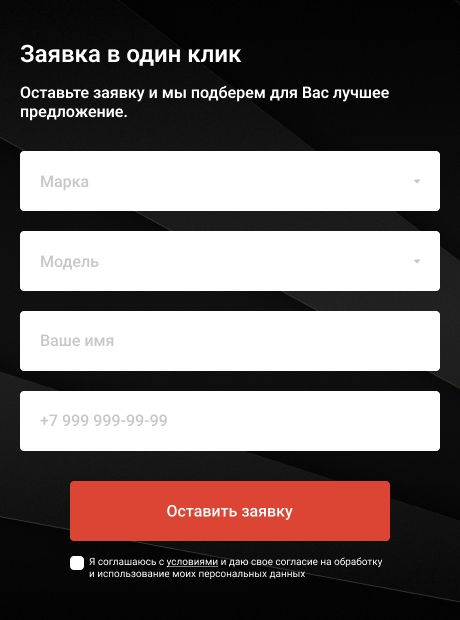 Заявка в один клик
Оставьте заявку и мы подберем для Вас лучшее
предложение.
Марка
Модель
Ваше имя
+7 999 999-99-99
Оставить заявку
Я соглашаюсь с условиями и даю свое согласие на обработку
и использование моих персональных данных